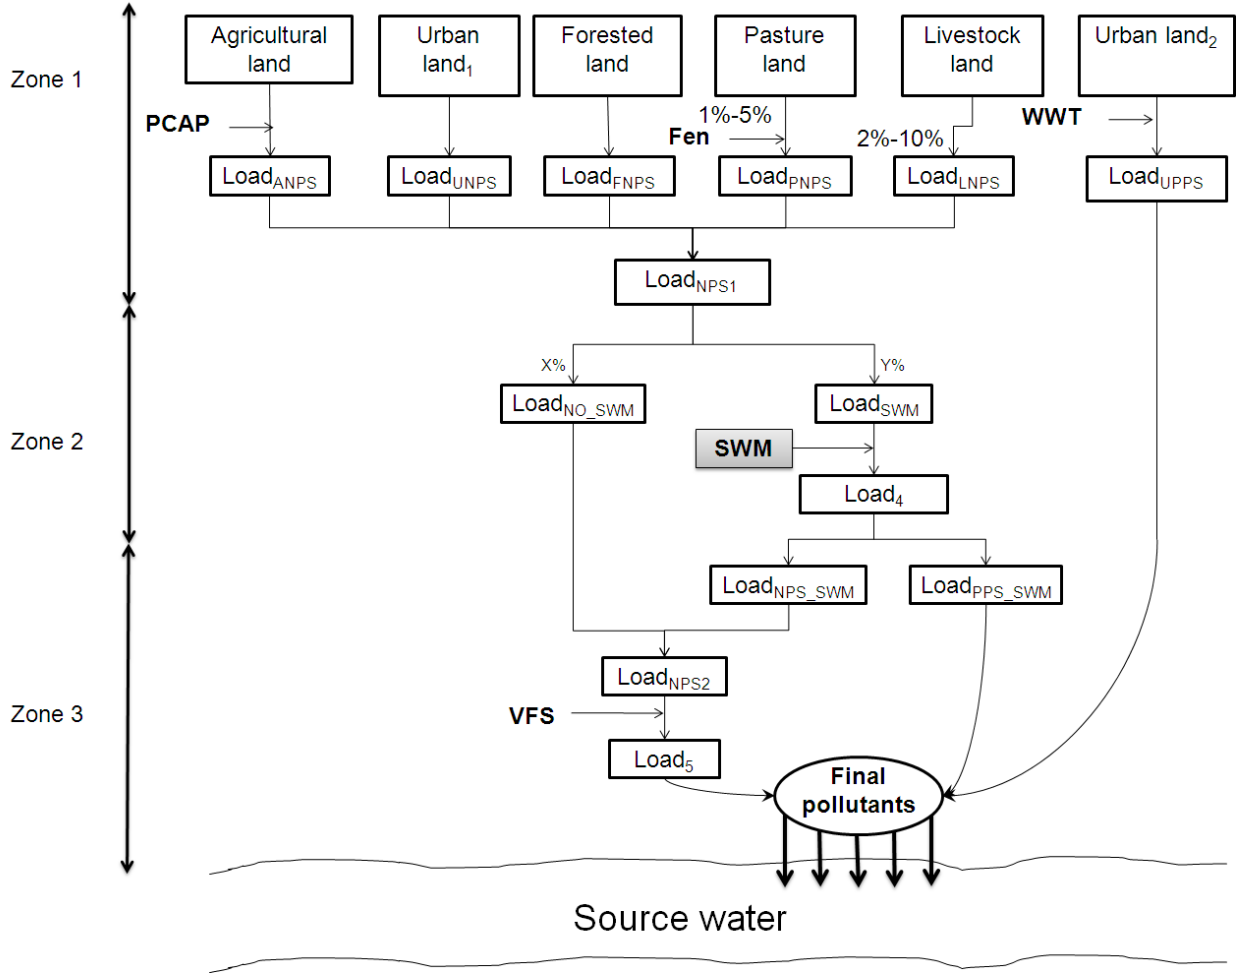 Agricultural
land
Urban
land1
Forested
land
Pasture
land
Livestock
land
Urban land2
Zone 1
PCAP
1%-5%
Fen
2%-10%
WWT
LoadANPS
LoadUNPS
LoadFNPS
LoadPNPS
LoadLNPS
LoadUPPS
LoadNPS1
X%
Y%
LoadNO_SWM
LoadSWM
Zone 2
SWM
Load4
LoadNPS_SWM
LoadPPS_SWM
LoadNPS2
Zone 3
VFS
Load5
Final
pollutants
Source water